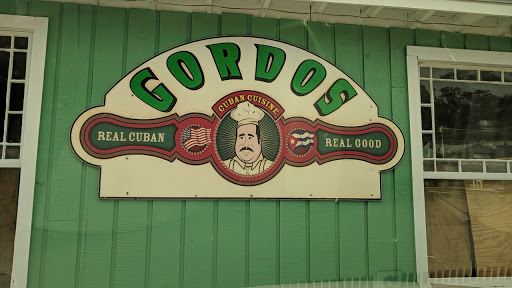 GORDOS
CUBAN CUISINE
REAL CUBAN
REAL GOOD